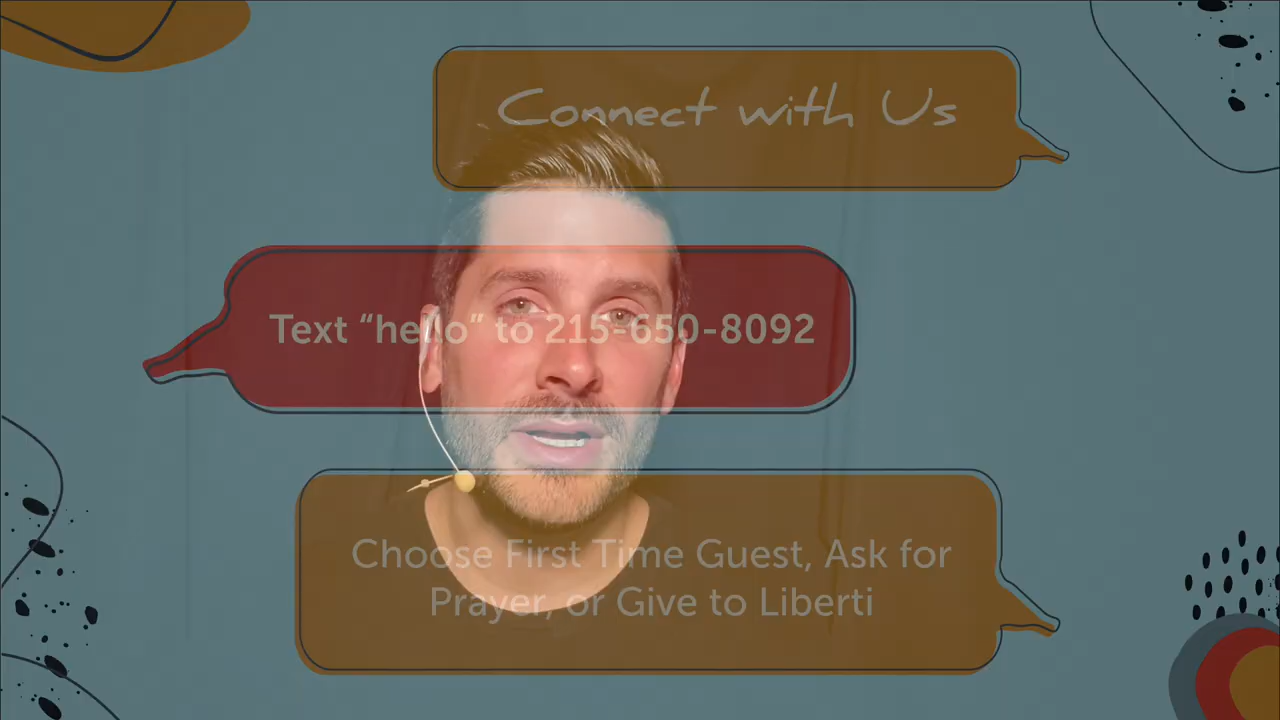 Connect with Us
Text “hello“ to 215-650-8092
Choose First Time Guest, Ask for
Prayer, or Give to Liberti